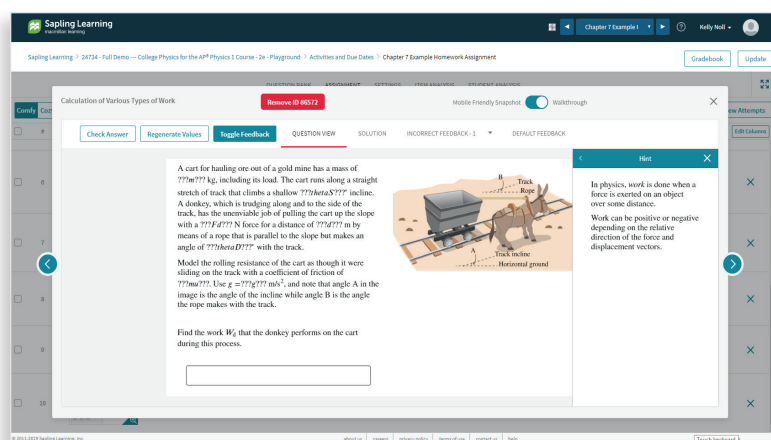 Sapling Learning
macmillan learning
Chapter 7 Example I
Kelly Noll
Sapling Learning > 24734 - Full Demo --- College Physics for the AP® Physics 1 Course - 2e - Playground > Activities and Due Dates > Chapter 7 Example Homework Assignment
Gradebook
Update
QUESTION BANK ASSIGNMENT SETTINGS ITEM ANALYSIS STUDENT ANALYSIS
Comfy
Calculation of Various Types of Work
Remove ID 86572
Mobile Friendly Snapshot
Walkthrough
Attempts
Edit Columns
#
Check Answer
Regenerate Values
Toggle Feedback
QUESTION VIEW
SOLUTION
INCORRECT FEEDBACK - 1
DEFAULT FEEDBACK
A cart for hauling ore out of a gold mine has a mass of
???m??? kg, including its load. The cart runs along a straight
stretch of track that climbs a shallow ???thetaS???° incline.
A donkey, which is trudging along and to the side of the
track, has the unenviable job of pulling the cart up the slope
with a ???Fd??? N force for a distance of ???d??? m by
means of a rope that is parallel to the slope but makes an
angle of ???thetaD???° with the track.
Model the rolling resistance of the cart as though it were
sliding on the track with a coefficient of friction of
???mu???. Use g =???g??? m/s², and note that angle A in the
image is the angle of the incline while angle B is the angle
the rope makes with the track.
Find the work Wd that the donkey performs on the cart
during this process.
B
Track
Rope
A
Track incline
Horizontal ground
Hint
In physics, work is done when a
force is exerted on an object
over some distance.
Work can be positive or negative
depending on the relative
direction of the force and
displacement vectors.
6
7
8
9
10
© 2011-2019 Sapling Learning, Inc.
about us
careers
privacy policy
terms of use
contact us
help
Touch keyboard